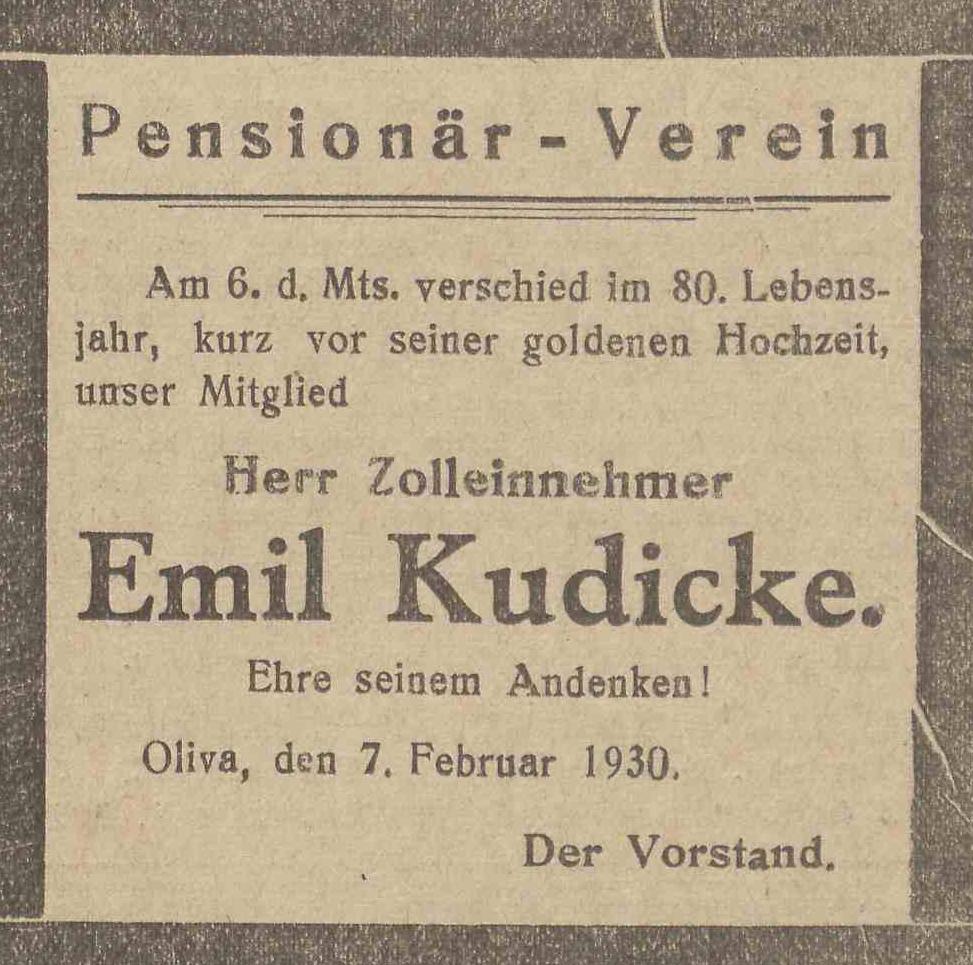 Pensionär-Verein
Am 6. d. Mts. verschied im 80. Lebens-
jahr, kurz vor seiner goldenen Hochzeit,
unser Mitglied
Herr Zolleinnehmer
Emil Kudicke.
Ehre seinem Andenken!
Oliva, den 7. Februar 1930.
Der Vorstand.